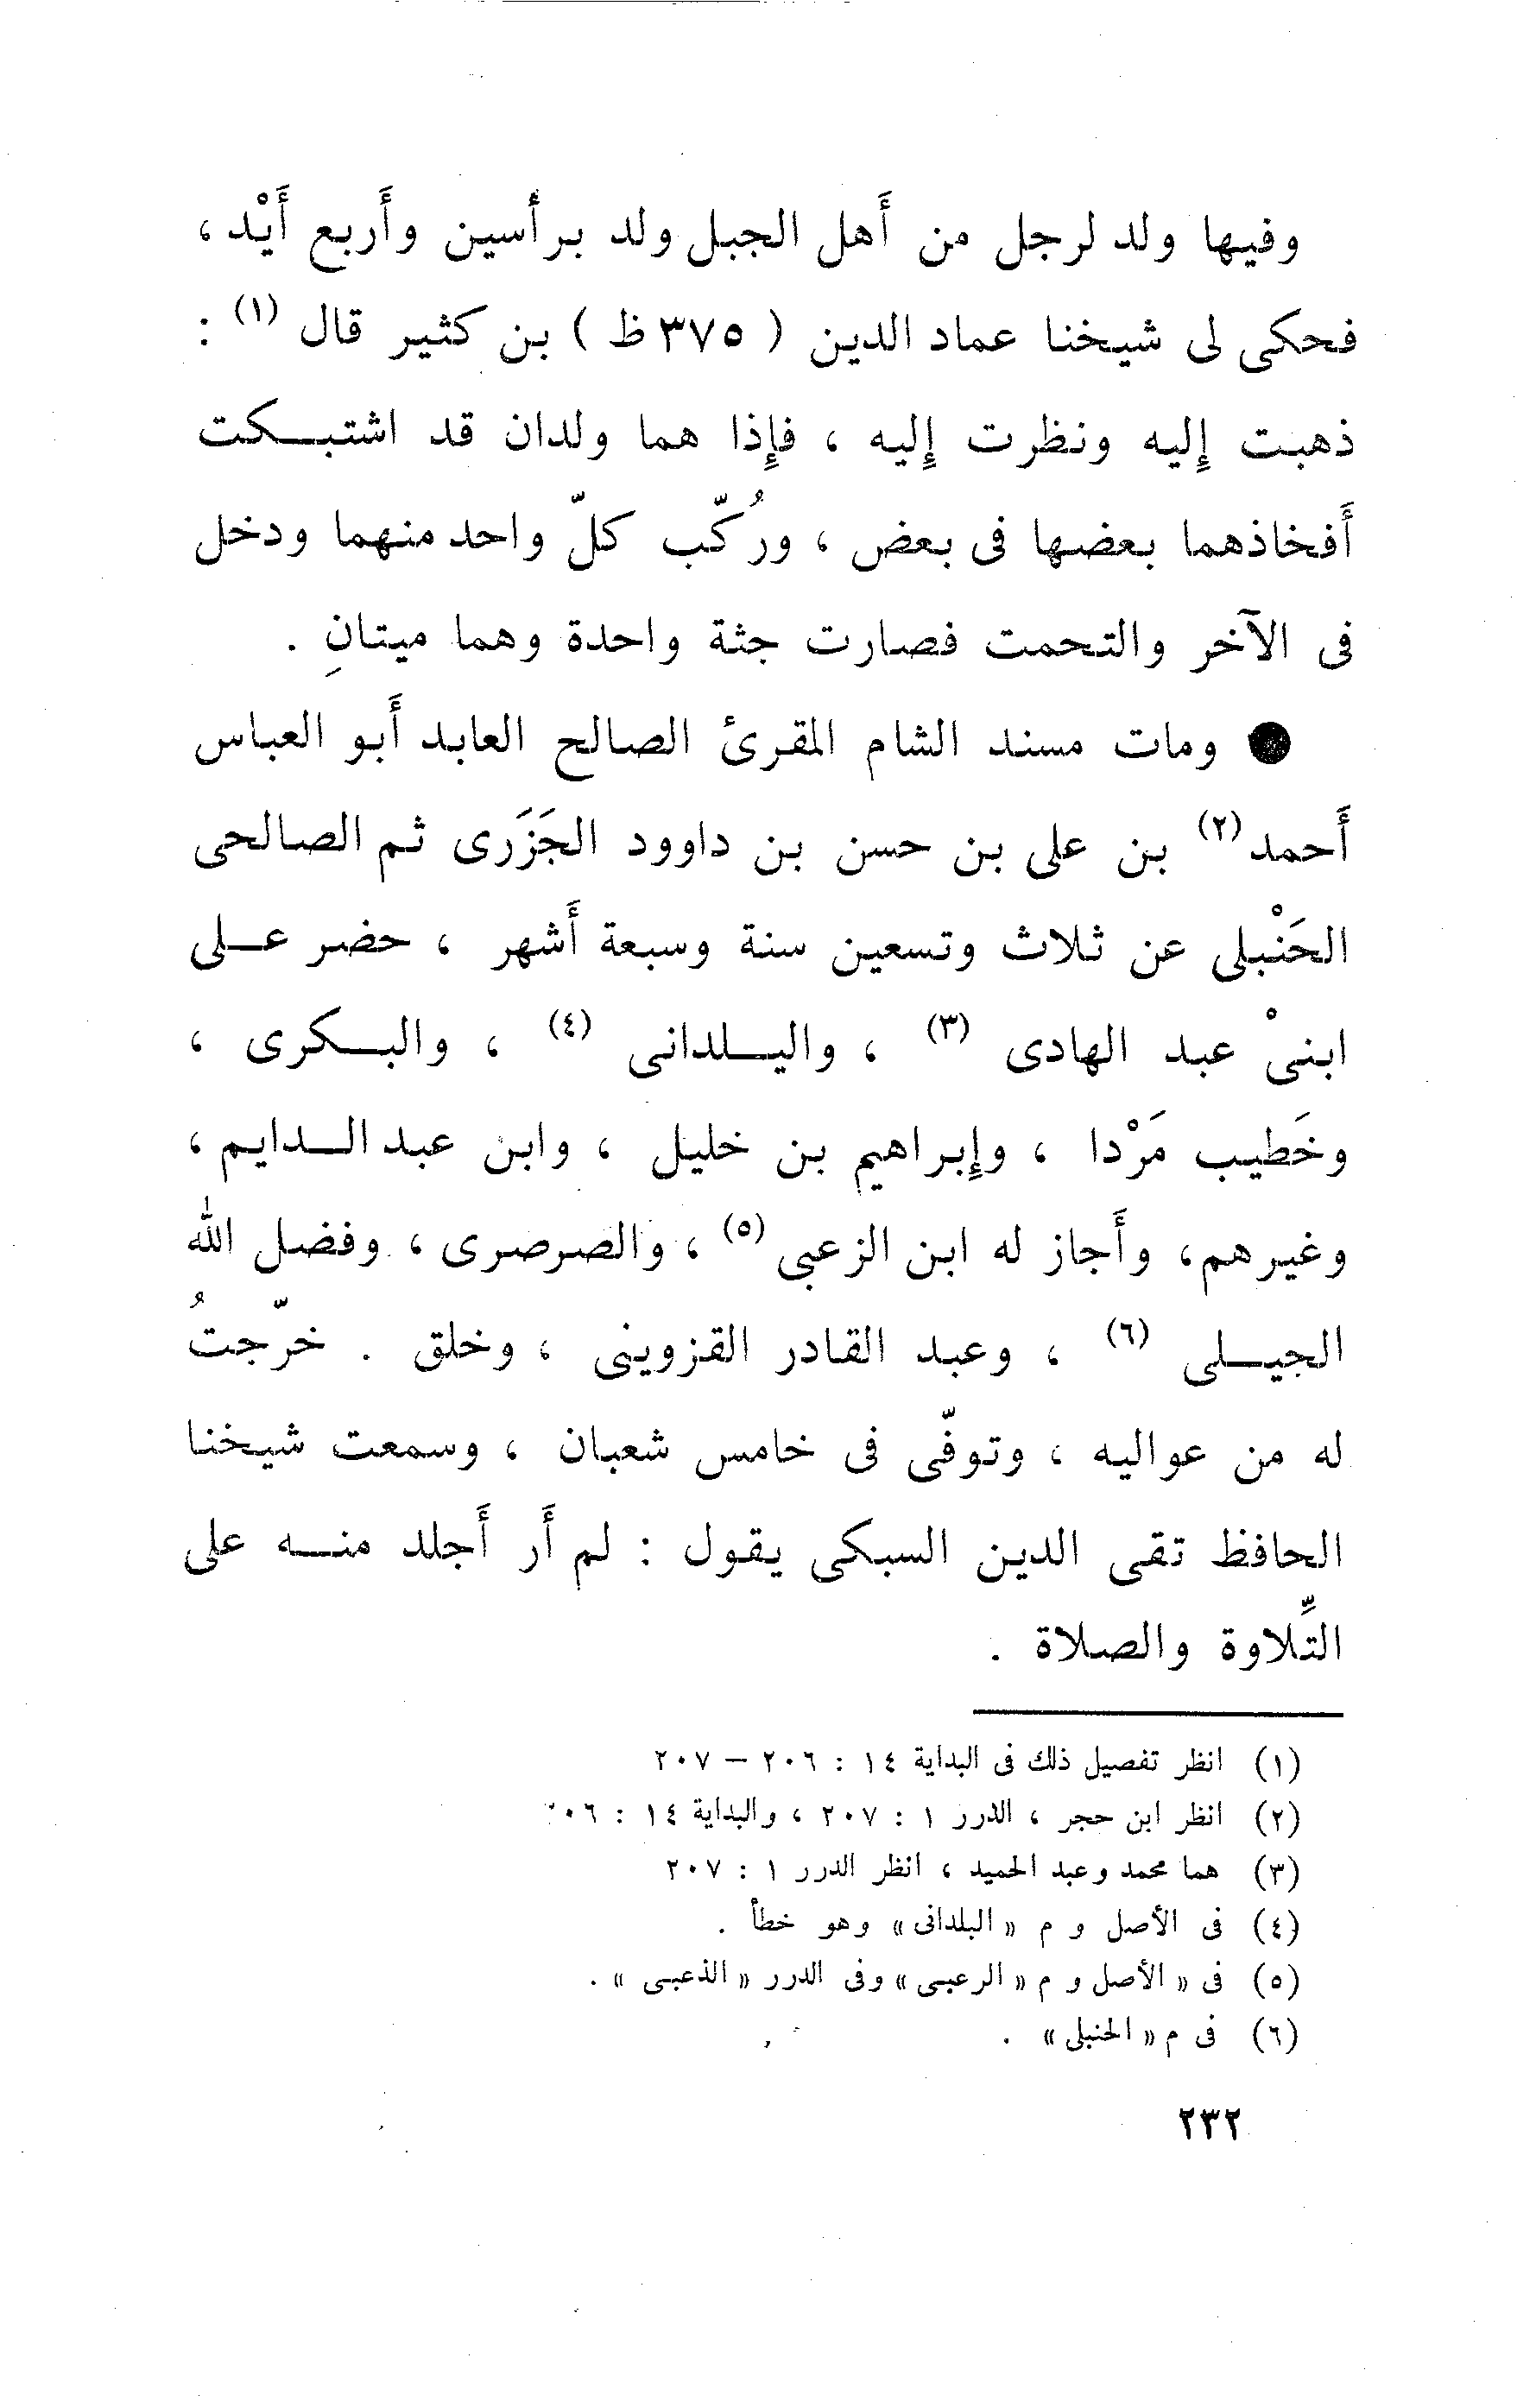 وفيها ولد لرجل من أَهل الجبل ولد برأسين وأَربع أَيْد ،
فحكى لى شيخنا عماد الدين ( ٣٧٥ ظ ) بن كثير قال (١) :
ذهبت إِليه ونظرت إِليه ، فإِذا هما ولدان قد اشتبكت
أَفخاذهما بعضها فى بعض ، ورُكّب كلّ واحد منهما ودخل
فى الآخر والتحمت فصارت جثة واحدة وهما ميتانِ .
● ومات مسند الشام المقرئ الصالح العابد أَبو العباس
أَحمد (٢) بن على بن حسن بن داوود الجَزَرى ثم الصالحى
الحَنْبلى عن ثلاث وتسعين سنة وسبعة أَشهر ، حضر على
ابنىْ عبد الهادى (٣) ، واليلدانى (٤) ، والبكرى ،
وخَطيب مَرْدا ، وإِبراهيم بن خليل ، وابن عبد الدايم ،
وغيرهم ، وأَجاز له ابن الزعبى (٥) ، والصرصرى ، وفضل الله
الجيلى (٦) ، وعبد القادر القزوينى ، وخلق . خرّجتُ
له من عواليه ، وتوفّى فى خامس شعبان ، وسمعت شيخنا
الحافظ تقى الدين السبكى يقول : لم أَر أَجلد منه على
التِّلاوة والصلاة .
(١) انظر تفصيل ذلك فى البداية ١٤ : ٢٠٦ – ٢٠٧
(٢) انظر ابن حجر ، الدرر ١ : ٢٠٧ ، والبداية ١٤ : ٢٠٦
(٣) هما محمد وعبد الحميد ، انظر الدرر ١ : ٢٠٧
(٤) فى الأصل و م «البلدانى» وهو خطأ .
(٥) فى « الأصل و م « الرعبى» وفى الدرر « الذعبى » .
(٦) فى م « الحنبلى» .
٢٣٢